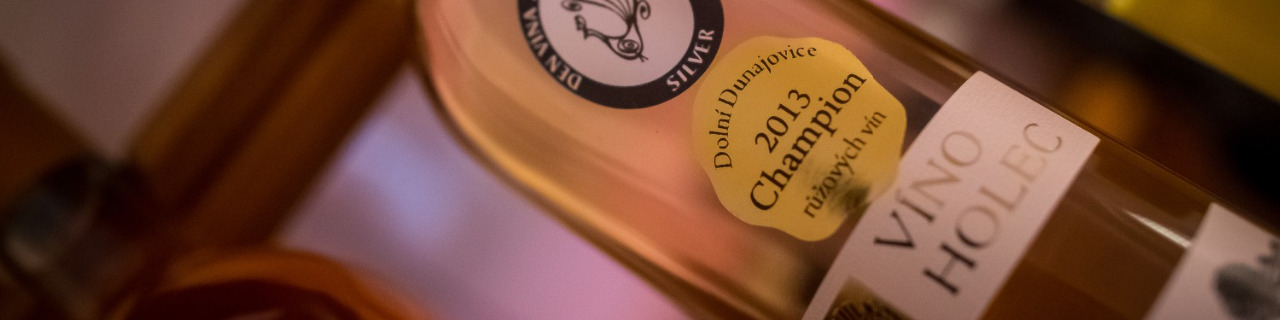 DEN VÍNA
SILVER
Dolní Dunajovice
2013
Champion
růžových vín
VÍNO
HOLEC